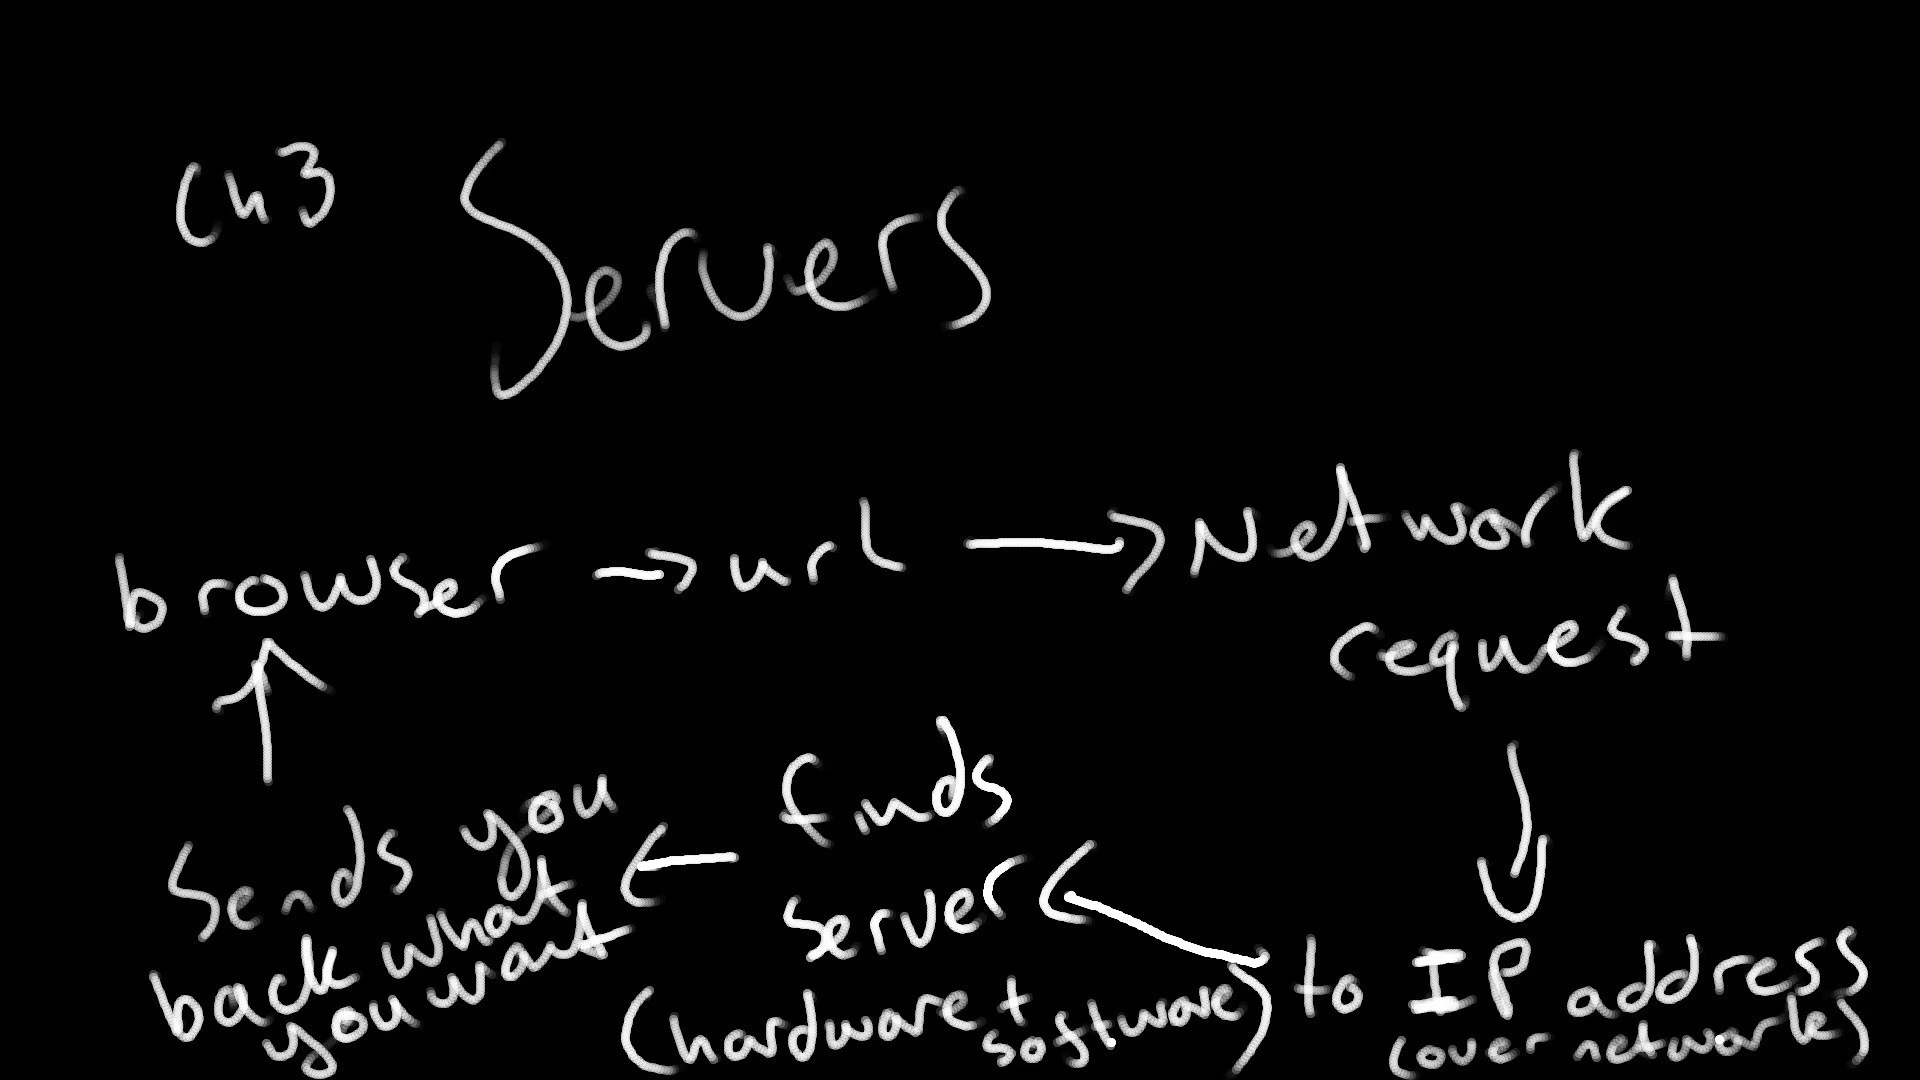 Ch3 Servers
browser → url → Network
request
↓
to IP address
(over network)
finds
server
(hardware +
software)
←
sends you
back what
you want
↑